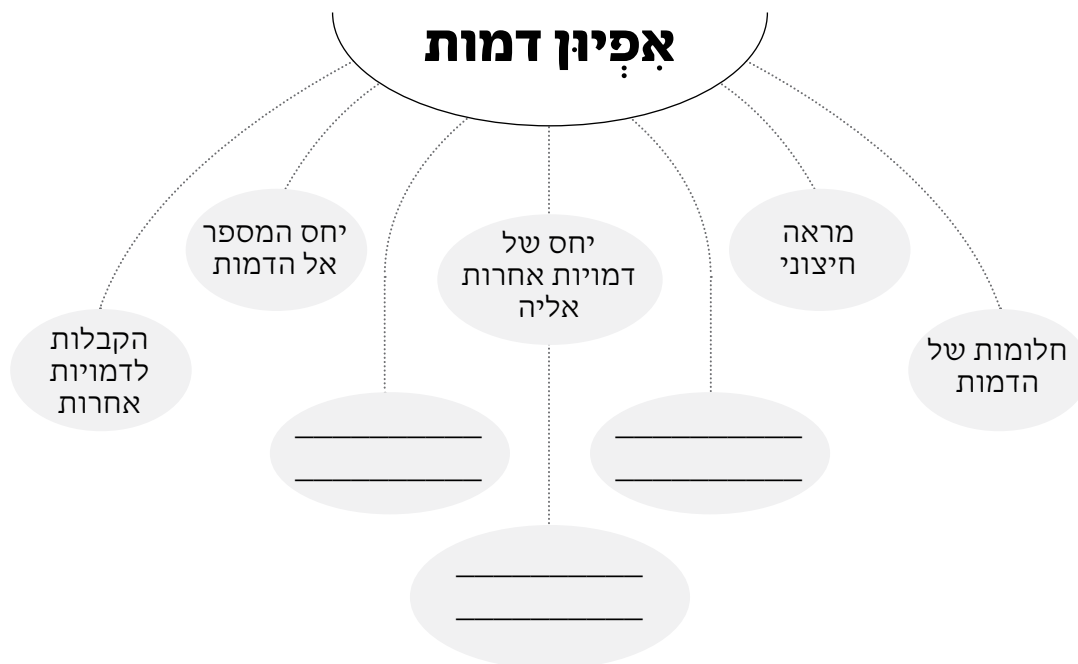 אִפְיוּן דמות
מראה
חיצוני
יחס המספר
אל הדמות
יחס של
דמויות אחרות
אליה
חלומות של
הדמות
הקבלות
לדמויות
אחרות